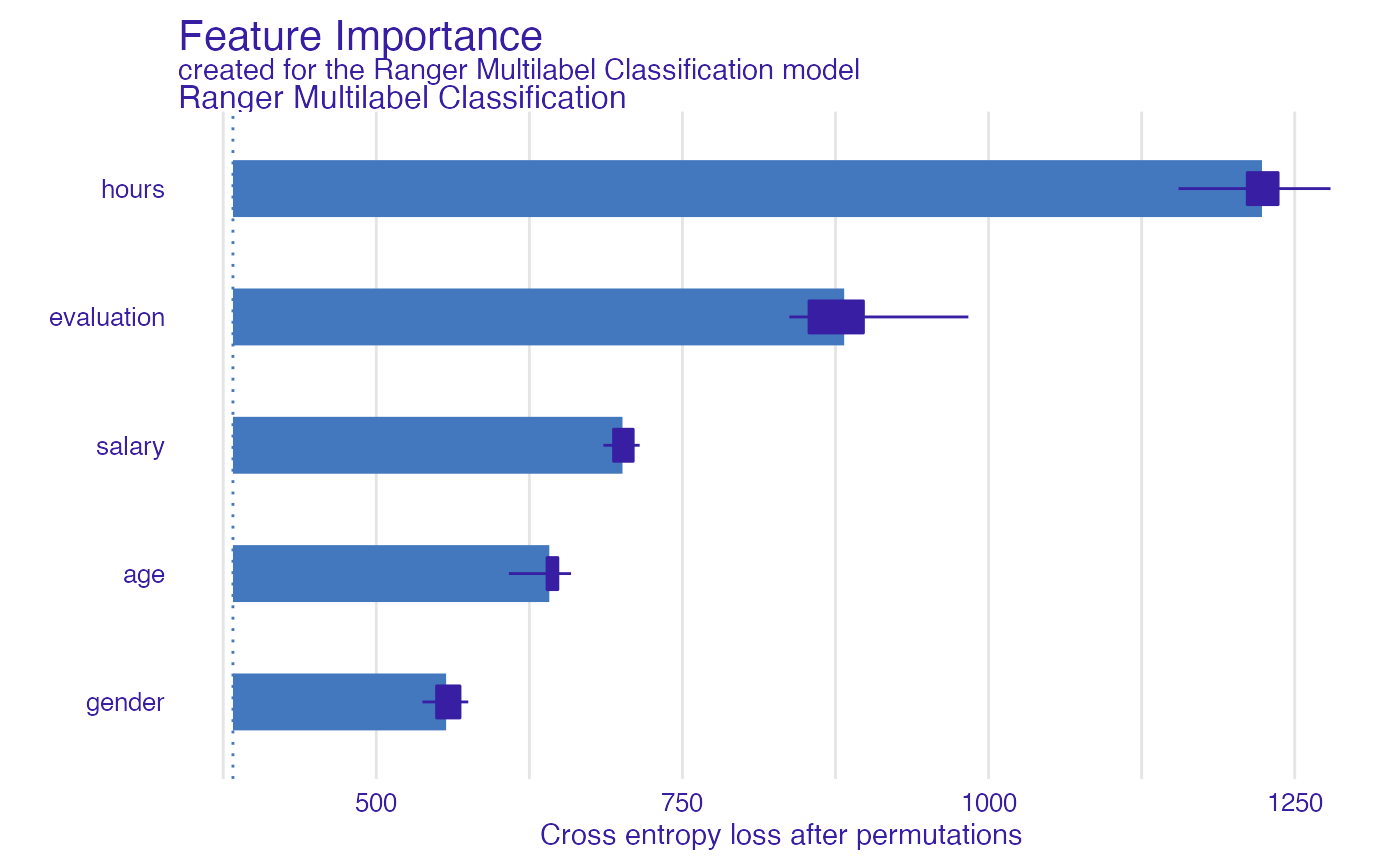 Feature Importance
created for the Ranger Multilabel Classification model
Ranger Multilabel Classification
hours
evaluation
salary
age
gender
500 750 1000 1250
Cross entropy loss after permutations